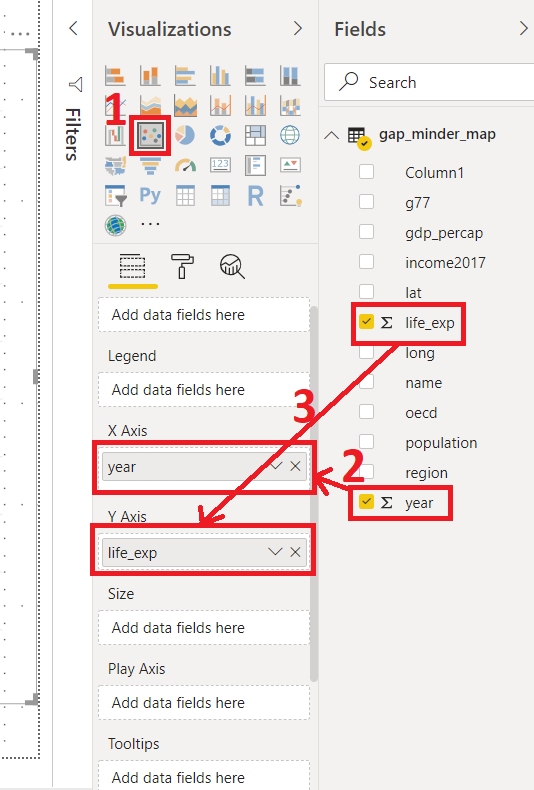 Visualizations
Filters
1
123
Py
R
...
Add data fields here
Legend
Add data fields here
X Axis
year
Y Axis
life_exp
Size
Add data fields here
Play Axis
Add data fields here
Tooltips
Add data fields here
3
2
Fields
Search
gap_minder_map
Column1
g77
gdp_percap
income2017
lat
Σ life_exp
long
name
oecd
population
region
Σ year